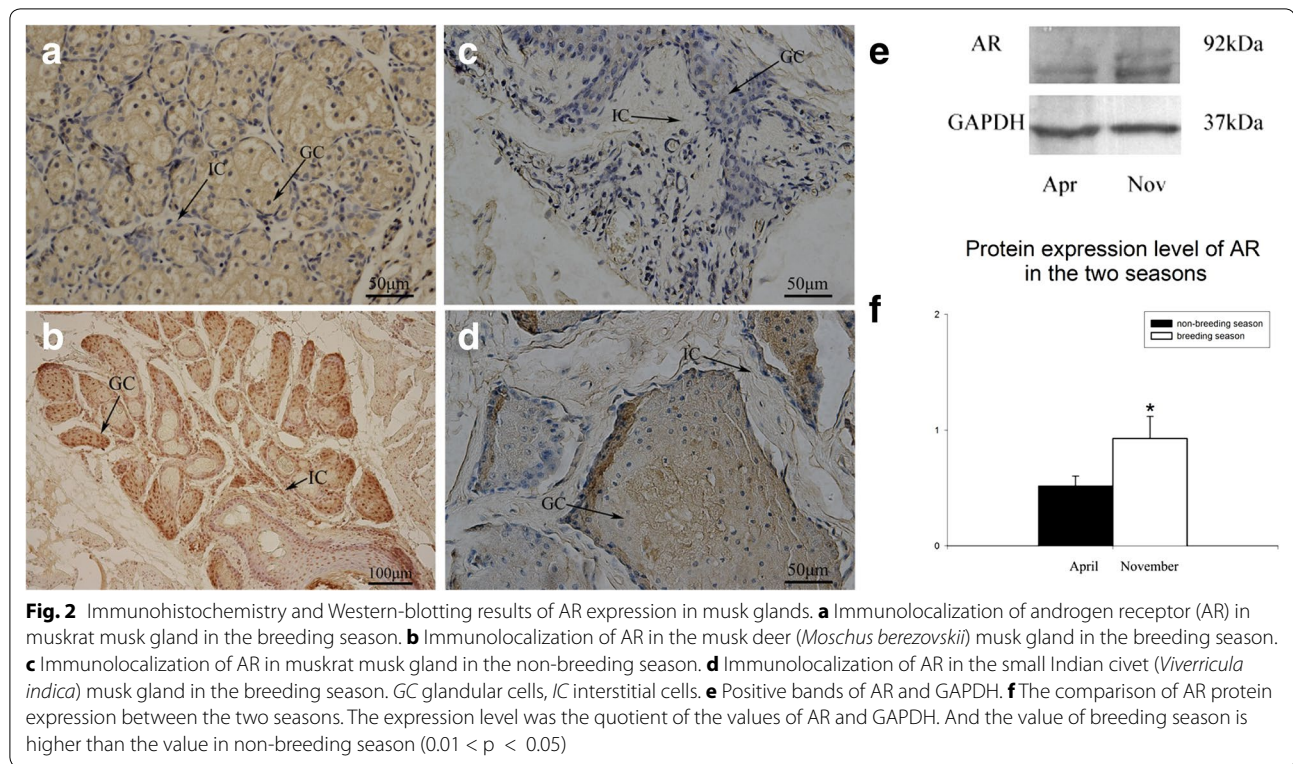 a
IC
GC
50μm
c
GC
IC
50μm
b
GC
IC
100μm
d
IC
GC
50μm
e
AR
92kDa
GAPDH
37kDa
Apr
Nov
Protein expression level of AR
in the two seasons
f
2
1
0
non-breeding season
breeding season
*
April
November
Fig. 2 Immunohistochemistry and Western-blotting results of AR expression in musk glands. a Immunolocalization of androgen receptor (AR) in
muskrat musk gland in the breeding season. b Immunolocalization of AR in the musk deer (Moschus berezovskii) musk gland in the breeding season.
c Immunolocalization of AR in muskrat musk gland in the non-breeding season. d Immunolocalization of AR in the small Indian civet (Viverricula
indica) musk gland in the breeding season. GC glandular cells, IC interstitial cells. e Positive bands of AR and GAPDH. f The comparison of AR protein
expression between the two seasons. The expression level was the quotient of the values of AR and GAPDH. And the value of breeding season is
higher than the value in non-breeding season (0.01 < p < 0.05)